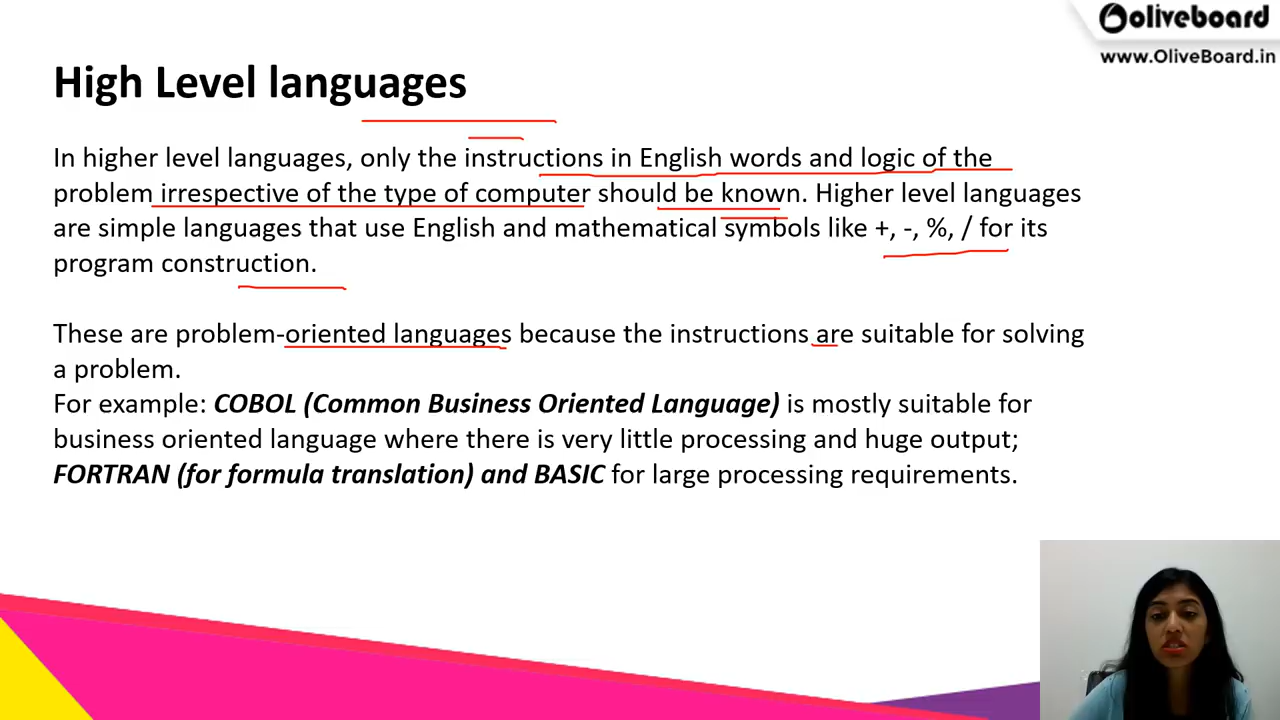 oliveboard
www.OliveBoard.in
High Level languages
In higher level languages, only the instructions in English words and logic of the
problem irrespective of the type of computer should be known. Higher level languages
are simple languages that use English and mathematical symbols like +, -, %, / for its
program construction.
These are problem-oriented languages because the instructions are suitable for solving
a problem.
For example: COBOL (Common Business Oriented Language) is mostly suitable for
business oriented language where there is very little processing and huge output;
FORTRAN (for formula translation) and BASIC for large processing requirements.